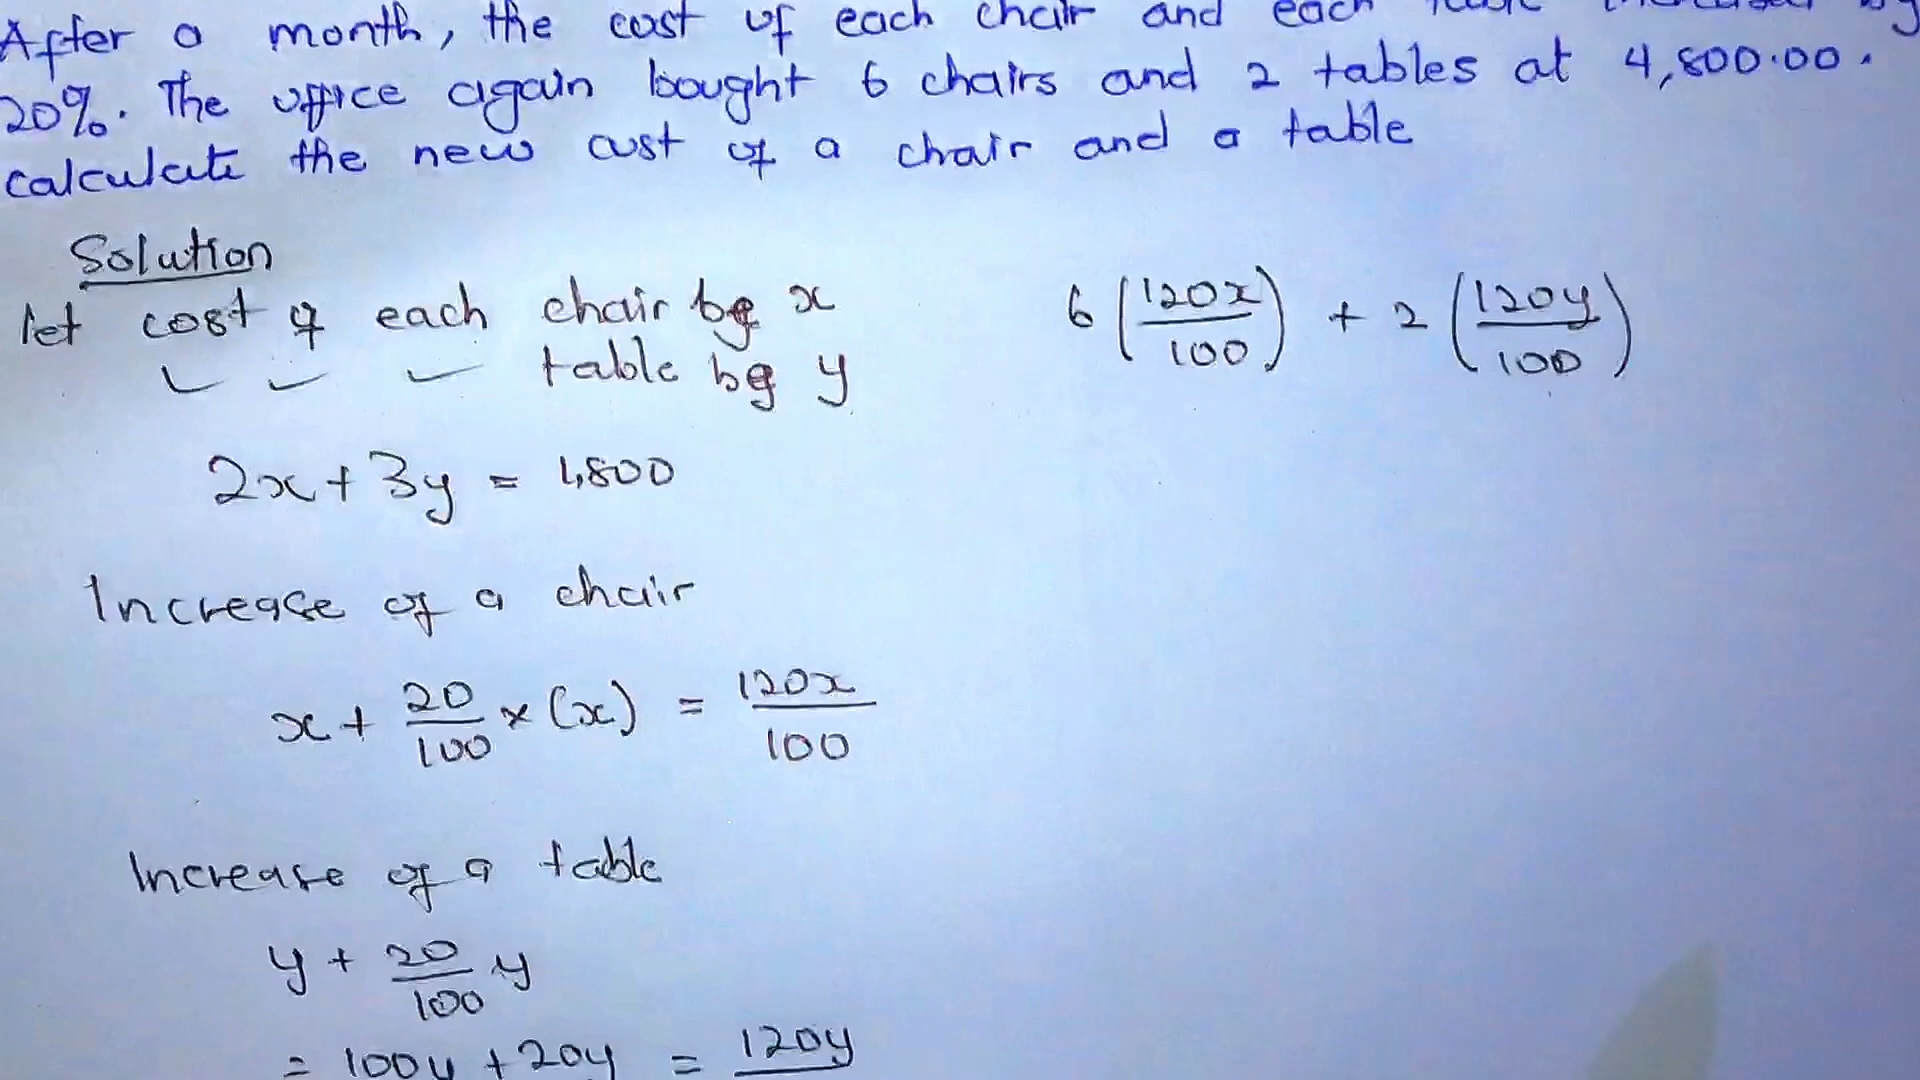 After a month, the cost of each chair and each
20%. The office again bought 6 chairs and 2 tables at 4,800.00.
calculate the new cost of a chair and a table
Solution
let cost of each chair be x
table be y
2x + 3y = 1,800
Increase of a chair
x + 20/100 × (x) = 120x/100
Increase of a table
y + 20/100 y
= 100y + 20y = 120y
6(120x/100) + 2(120y/100)